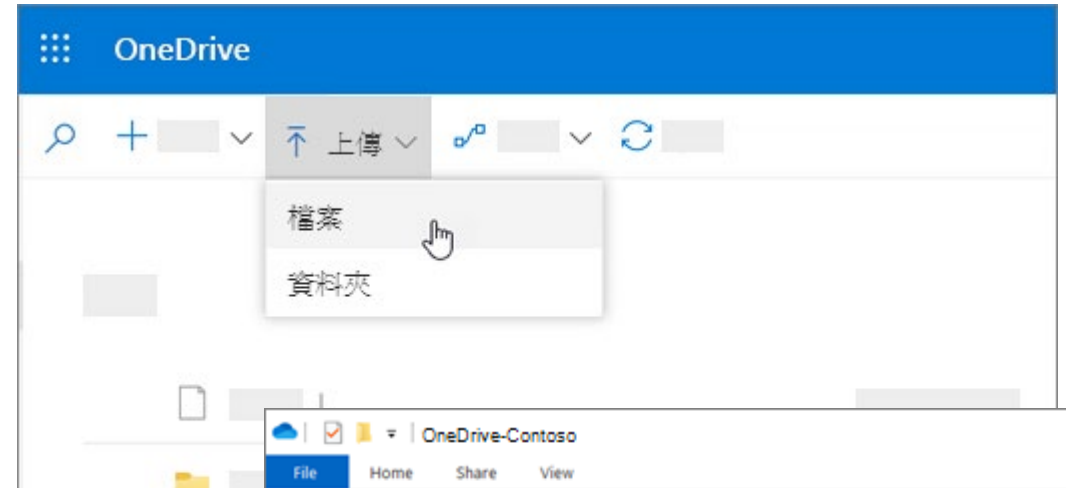 OneDrive
上傳
檔案
資料夾
OneDrive-Contoso
File Home Share View